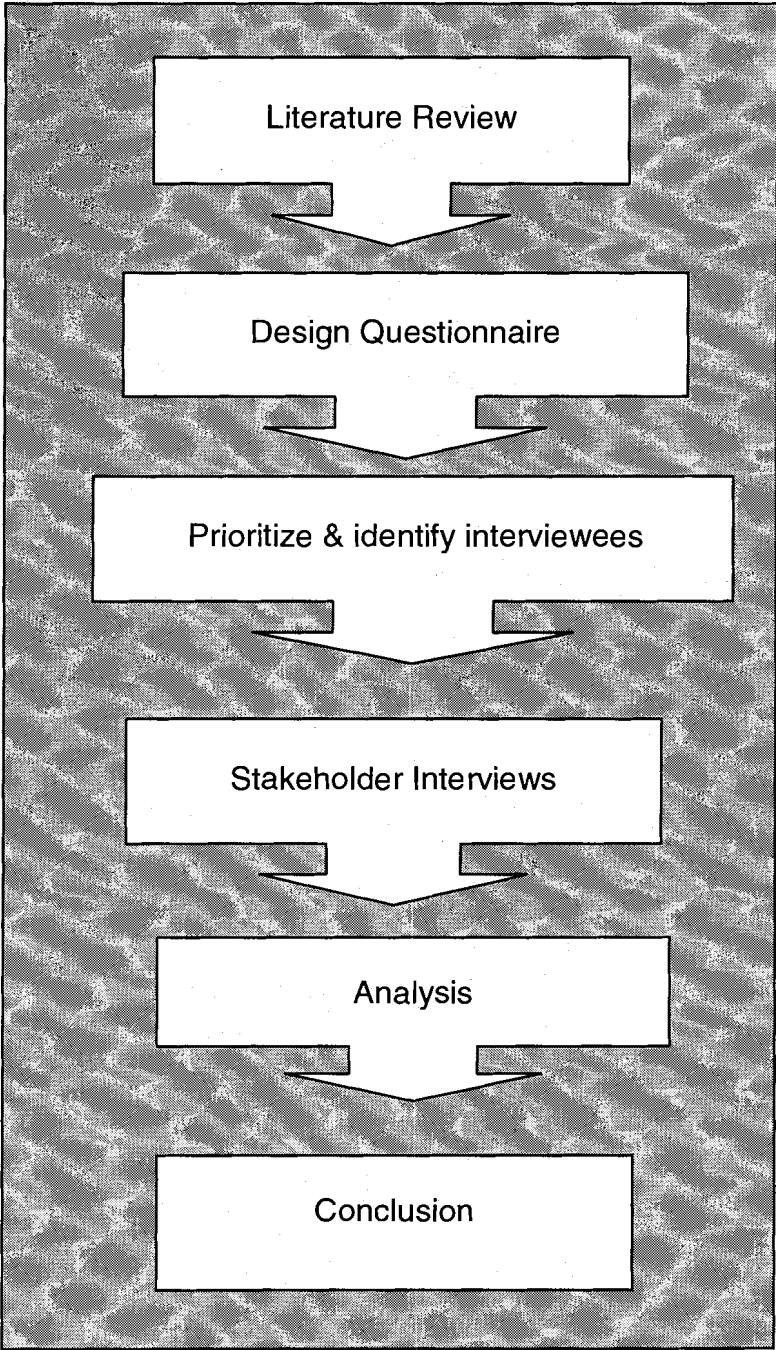 Literature Review
Design Questionnaire
Prioritize & identify interviewees
Stakeholder Interviews
Analysis
Conclusion